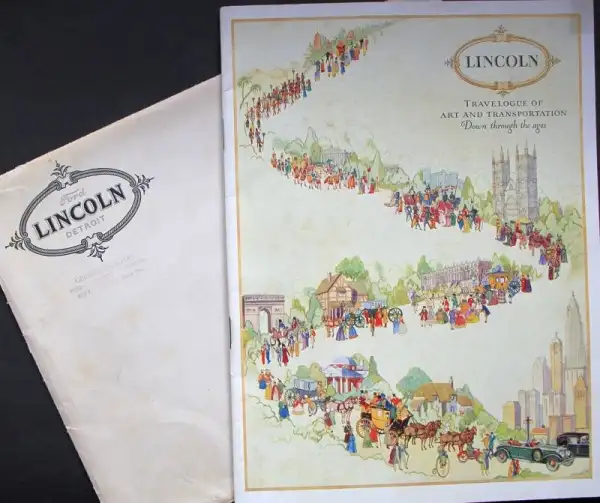 Ford
LINCOLN
DETROIT
LINCOLN
TRAVELOGUE OF
ART AND TRANSPORTATION
Down through the ages